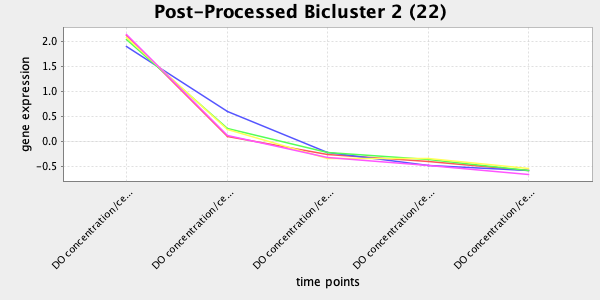 Post-Processed Bicluster 2 (22)
gene expression
2.0
1.5
1.0
0.5
0.0
-0.5
DO concentration/ce...
DO concentration/ce...
DO concentration/ce...
DO concentration/ce...
DO concentration/ce...
time points